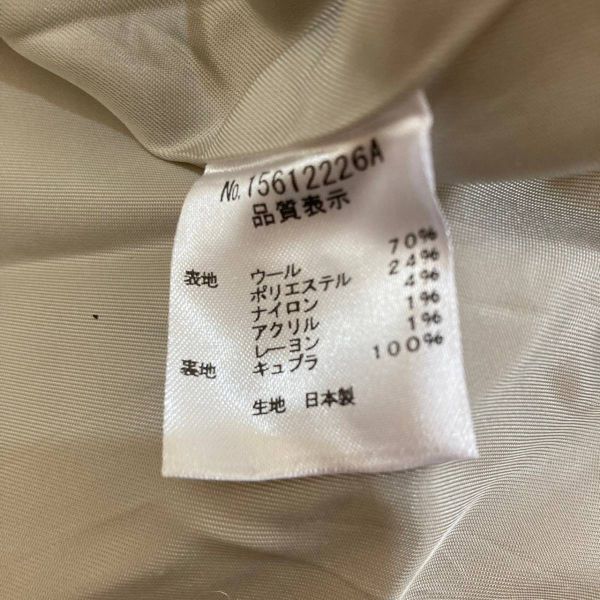 No.15612226A
品質表示
表地 ウール 70%
ポリエステル 24%
ナイロン 4%
アクリル 1%
レーヨン 1%
裏地 キュプラ 100%
生地 日本製